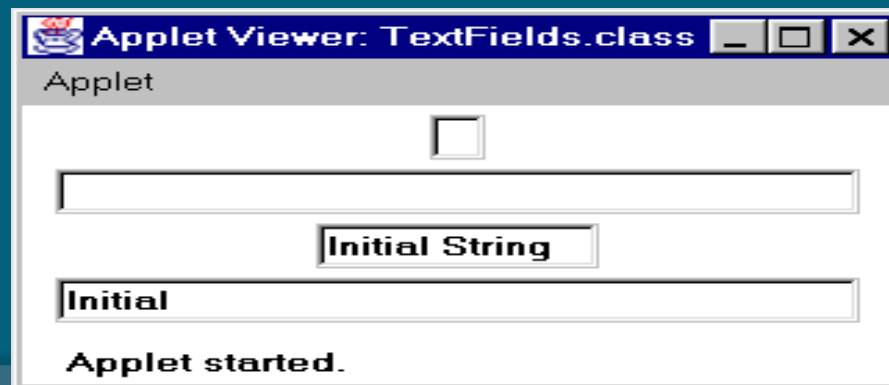 Applet Viewer: TextFields.class
Applet
Initial String
Initial
Applet started.